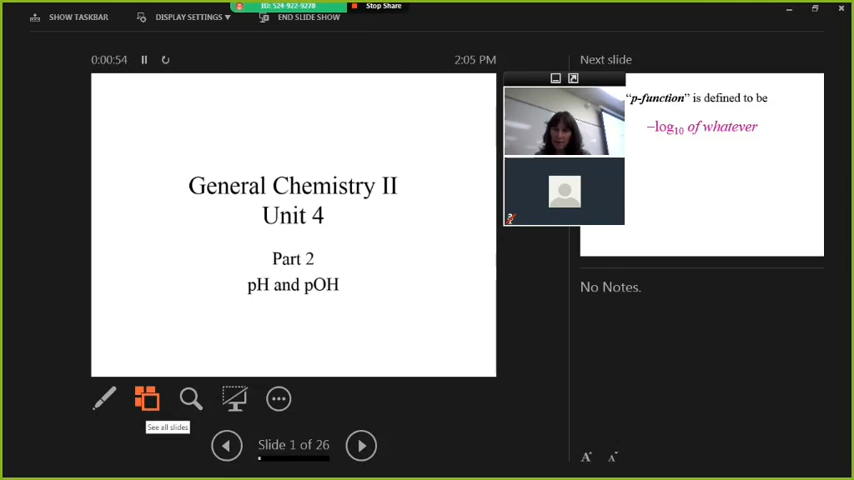 ID: 524-922-9278
Stop Share
SHOW TASKBAR
DISPLAY SETTINGS ▼
END SLIDE SHOW
0:00:54
2:05 PM
Next slide
General Chemistry II
Unit 4
Part 2
pH and pOH
"p-function" is defined to be
–log10 of whatever
No Notes.
See all slides
Slide 1 of 26
A
A